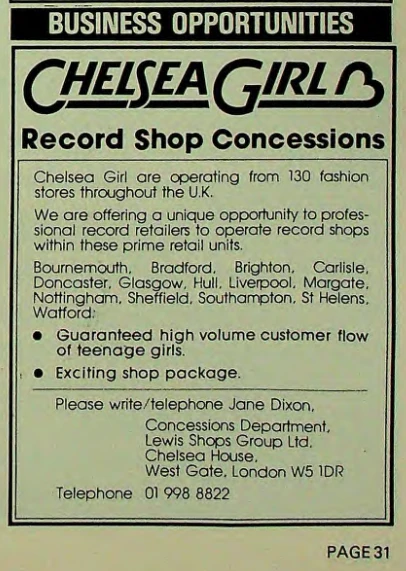 BUSINESS OPPORTUNITIES
CHELSEA GIRL
Record Shop Concessions
Chelsea Girl are operating from 130 fashion
stores throughout the U.K.
We are offering a unique opportunity to profes-
sional record retailers to operate record shops
within these prime retail units.
Bournemouth, Bradford, Brighton, Carlisle,
Doncaster, Glasgow, Hull, Liverpool, Margate,
Nottingham, Sheffield, Southampton, St Helens,
Watford:
● Guaranteed high volume customer flow
of teenage girls.
● Exciting shop package.
Please write/telephone Jane Dixon,
Concessions Department,
Lewis Shops Group Ltd,
Chelsea House,
West Gate, London W5 1DR
Telephone 01 998 8822
PAGE 31